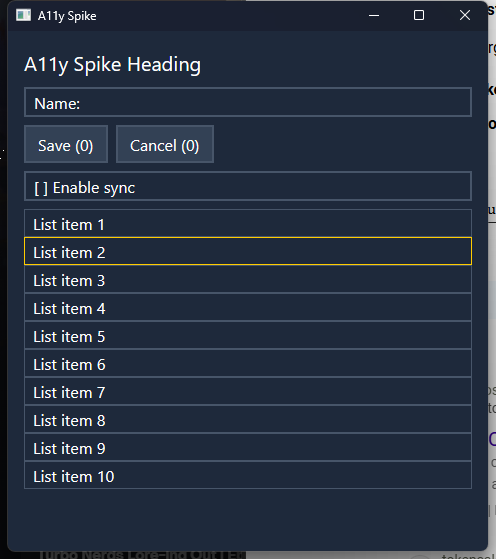 A11y Spike
A11y Spike Heading
Name:
Save (0)
Cancel (0)
[ ] Enable sync
List item 1
List item 2
List item 3
List item 4
List item 5
List item 6
List item 7
List item 8
List item 9
List item 10